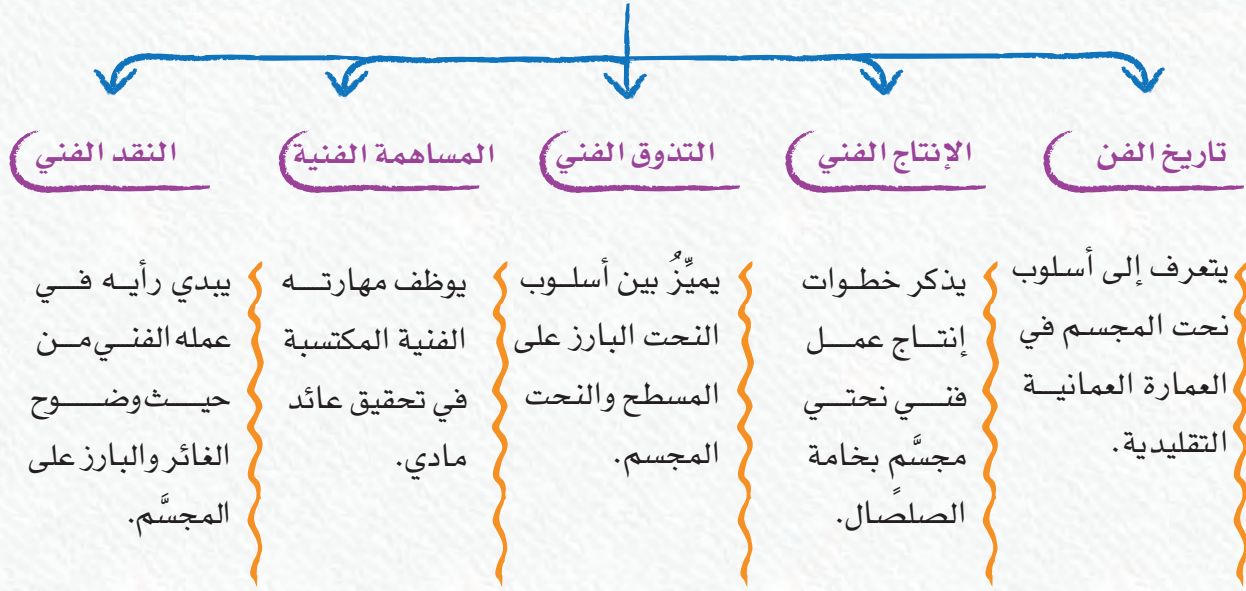 تاريخ الفن
يتعرف إلى أسلوب
نحت المجسم في
العمارة العمانية
التقليدية.
الإنتاج الفني
يذكر خطوات
إنتاج عمل
فني نحتي
مجسَّم بخامة
الصلصًال.
التذوق الفني
يميِّزُ بين أسلوب
النحت البارز على
المسطح والنحت
المجسم.
المساهمة الفنية
يوظف مهارته
الفنية المكتسبة
في تحقيق عائد
مادي.
النقد الفني
يبدي رأيه في
عمله الفني من
حيث وضوح
الغائر والبارز على
المجسَّم.